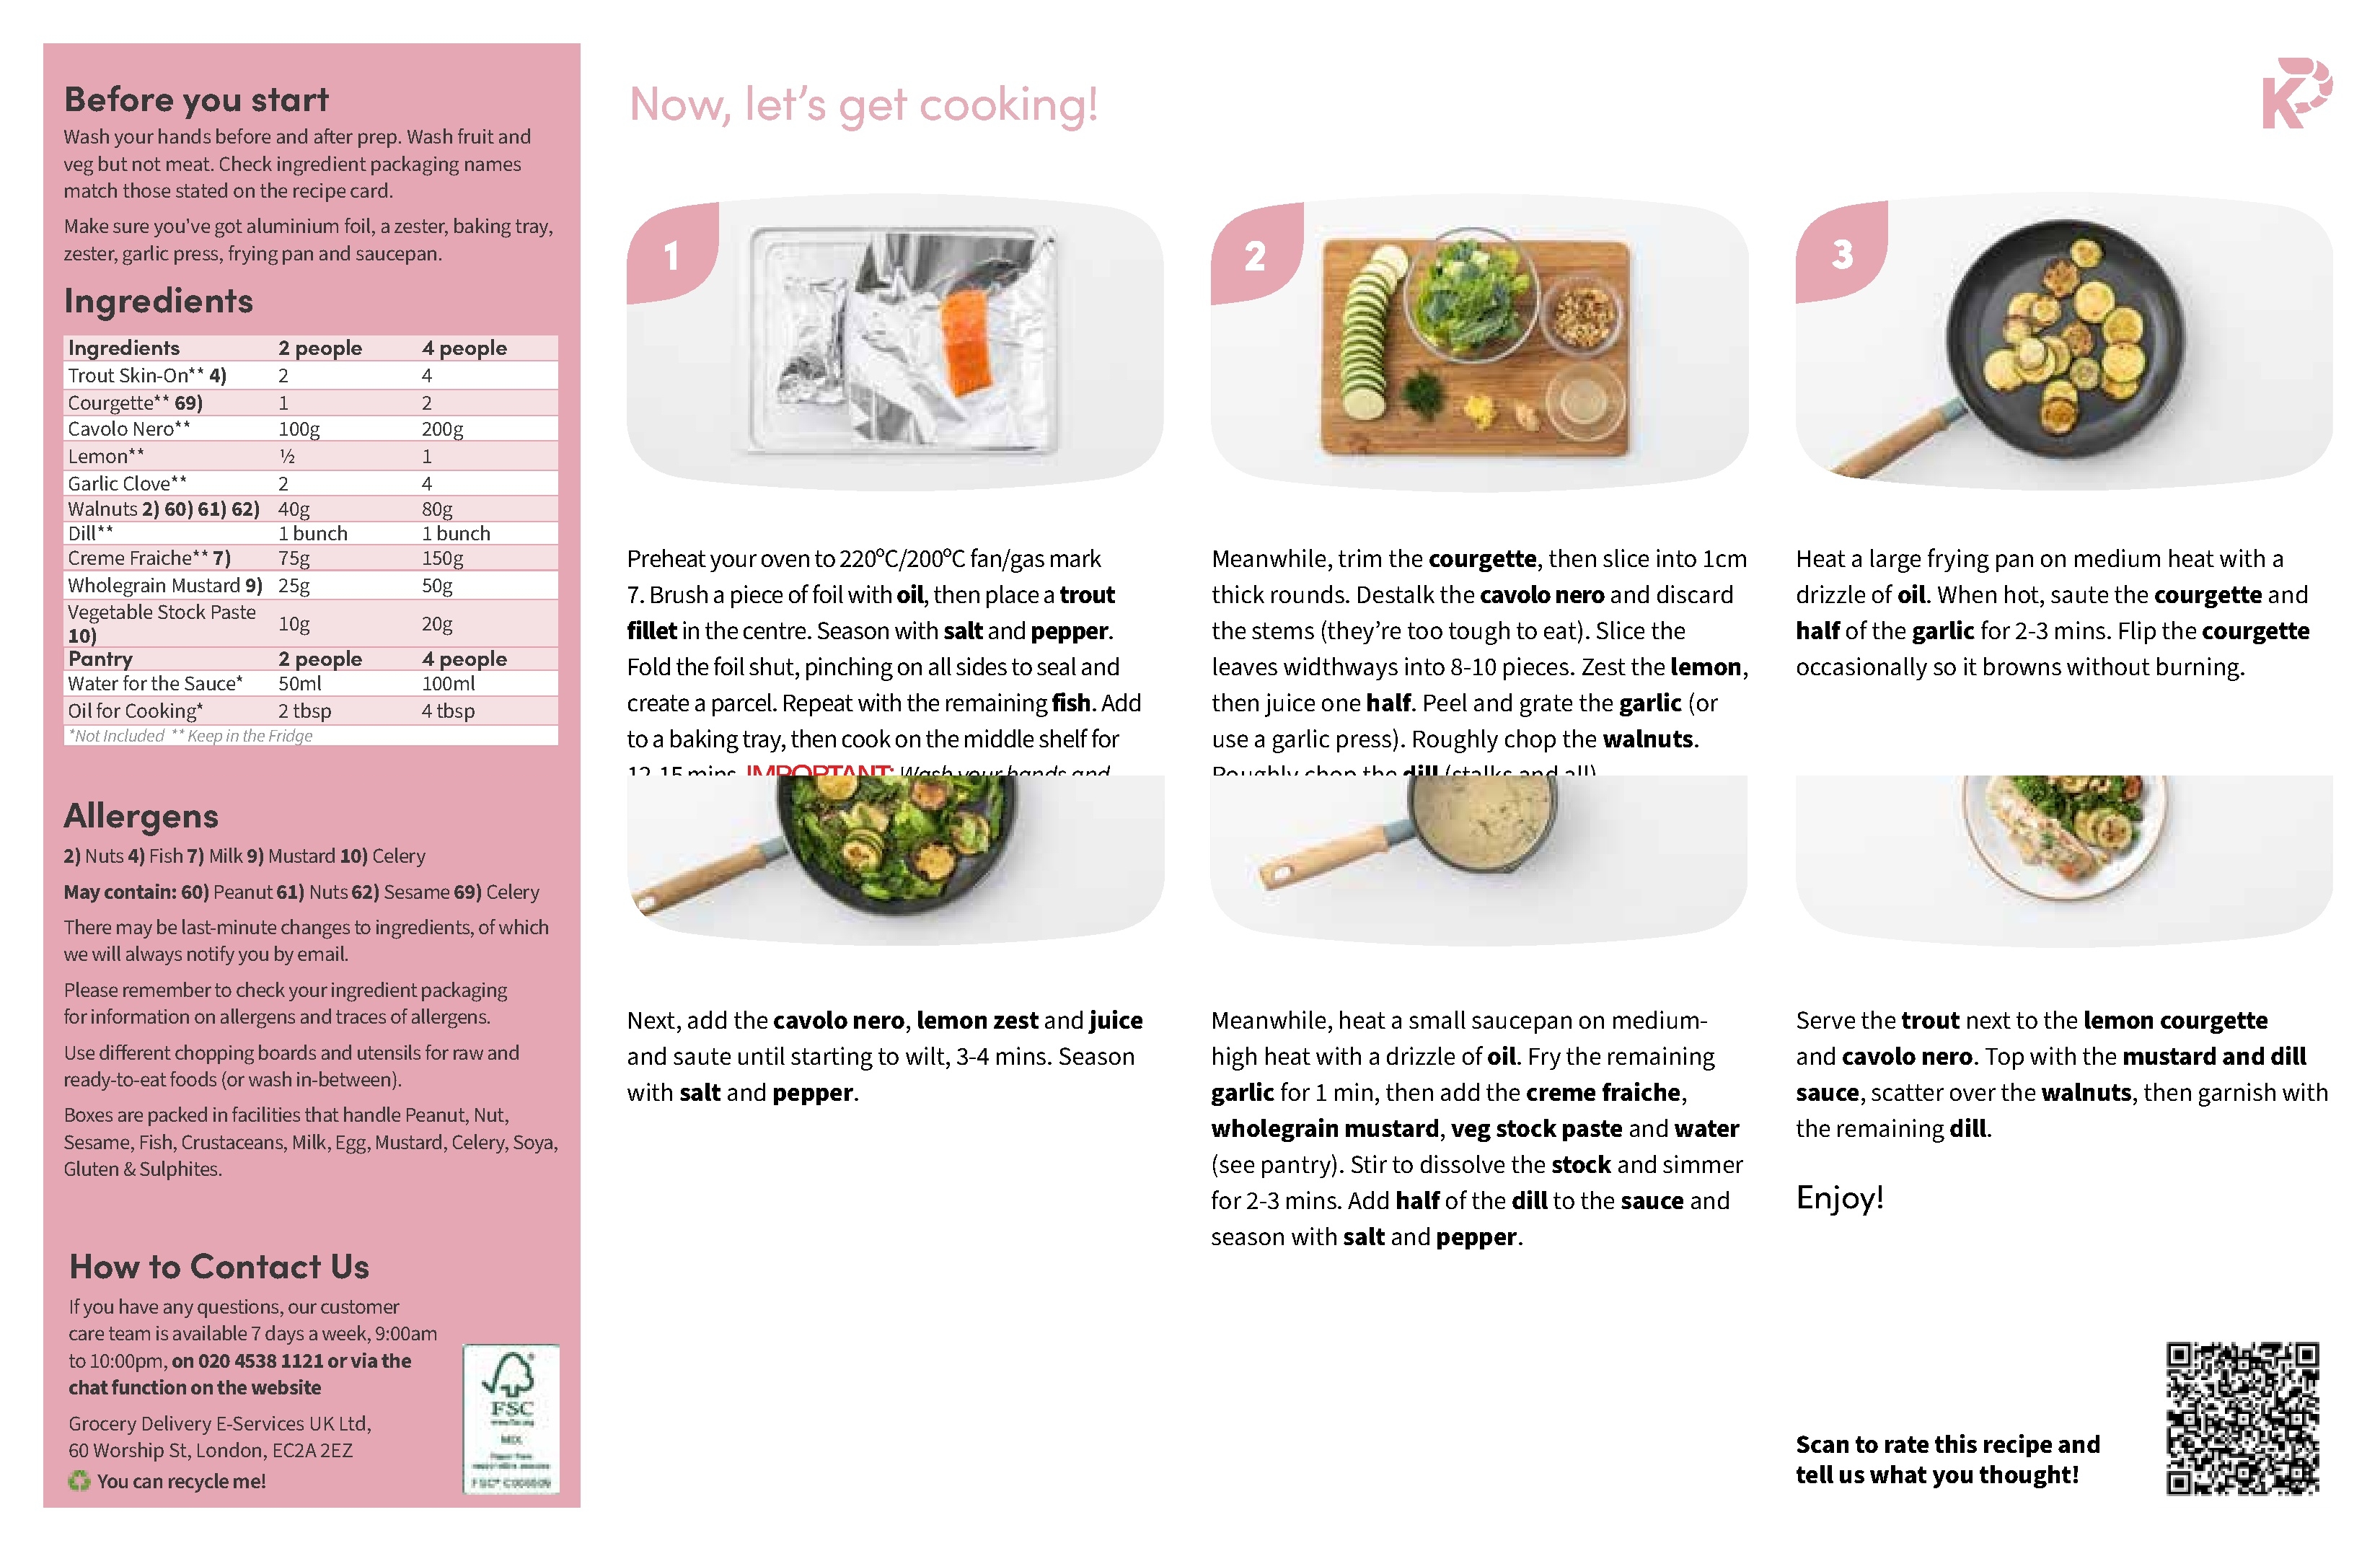 Before you start
Wash your hands before and after prep. Wash fruit and
veg but not meat. Check ingredient packaging names
match those stated on the recipe card.
Make sure you've got aluminium foil, a zester, baking tray,
zester, garlic press, frying pan and saucepan.
Ingredients
Ingredients 2 people 4 people
Trout Skin-On** 4) 2 4
Courgette** 69) 1 2
Cavolo Nero** 100g 200g
Lemon** ½ 1
Garlic Clove** 2 4
Walnuts 2) 60) 61) 62) 40g 80g
Dill** 1 bunch 1 bunch
Creme Fraiche** 7) 75g 150g
Wholegrain Mustard 9) 25g 50g
Vegetable Stock Paste
10) 10g 20g
Pantry 2 people 4 people
Water for the Sauce* 50ml 100ml
Oil for Cooking* 2 tbsp 4 tbsp
*Not Included ** Keep in the Fridge
Allergens
2) Nuts 4) Fish 7) Milk 9) Mustard 10) Celery
May contain: 60) Peanut 61) Nuts 62) Sesame 69) Celery
There may be last-minute changes to ingredients, of which
we will always notify you by email.
Please remember to check your ingredient packaging
for information on allergens and traces of allergens.
Use different chopping boards and utensils for raw and
ready-to-eat foods (or wash in-between).
Boxes are packed in facilities that handle Peanut, Nut,
Sesame, Fish, Crustaceans, Milk, Egg, Mustard, Celery, Soya,
Gluten & Sulphites.
How to Contact Us
If you have any questions, our customer
care team is available 7 days a week, 9:00am
to 10:00pm, on 020 4538 1121 or via the
chat function on the website
Grocery Delivery E-Services UK Ltd,
60 Worship St, London, EC2A 2EZ
You can recycle me!
FSC
MIX
Now, let's get cooking!
K
1
Preheat your oven to 220°C/200°C fan/gas mark
7. Brush a piece of foil with oil, then place a trout
fillet in the centre. Season with salt and pepper.
Fold the foil shut, pinching on all sides to seal and
create a parcel. Repeat with the remaining fish. Add
to a baking tray, then cook on the middle shelf for
12-15 mins. IMPORTANT: Wash your hands and
2
Meanwhile, trim the courgette, then slice into 1cm
thick rounds. Destalk the cavolo nero and discard
the stems (they're too tough to eat). Slice the
leaves widthways into 8-10 pieces. Zest the lemon,
then juice one half. Peel and grate the garlic (or
use a garlic press). Roughly chop the walnuts.
Roughly chop the dill (stalks and all).
3
Heat a large frying pan on medium heat with a
drizzle of oil. When hot, saute the courgette and
half of the garlic for 2-3 mins. Flip the courgette
occasionally so it browns without burning.
Next, add the cavolo nero, lemon zest and juice
and saute until starting to wilt, 3-4 mins. Season
with salt and pepper.
Meanwhile, heat a small saucepan on medium-
high heat with a drizzle of oil. Fry the remaining
garlic for 1 min, then add the creme fraiche,
wholegrain mustard, veg stock paste and water
(see pantry). Stir to dissolve the stock and simmer
for 2-3 mins. Add half of the dill to the sauce and
season with salt and pepper.
Serve the trout next to the lemon courgette
and cavolo nero. Top with the mustard and dill
sauce, scatter over the walnuts, then garnish with
the remaining dill.
Enjoy!
Scan to rate this recipe and
tell us what you thought!